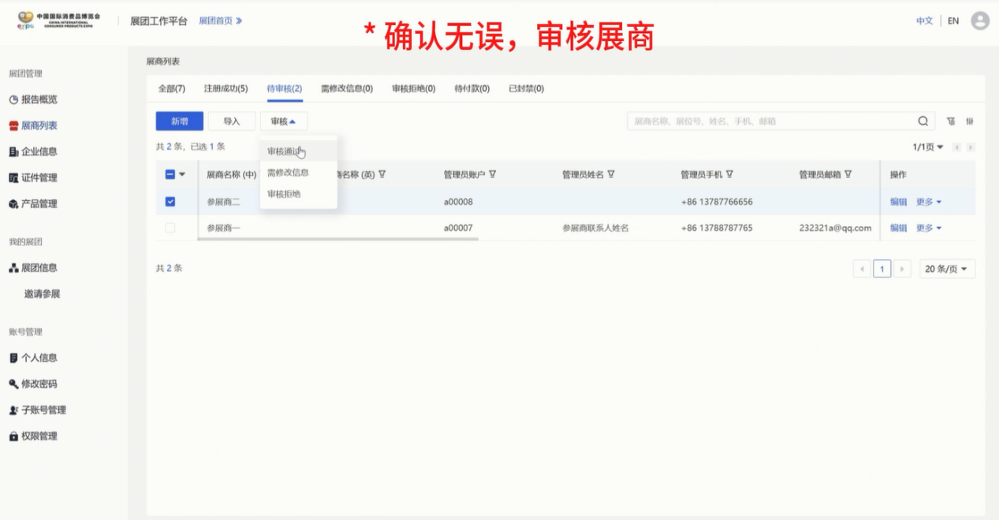 中国国际消费品博览会
CHINA INTERNATIONAL
CONSUMER PRODUCTS EXPO
expo
展团工作平台 展团首页
* 确认无误，审核展商
中文 EN
展团管理
报告概览
展商列表
企业信息
证件管理
产品管理
我的展团
展团信息
邀请参展
账号管理
个人信息
修改密码
子账号管理
权限管理
展商列表
全部(7) 注册成功(5) 待审核(2) 需修改信息(0) 审核拒绝(0) 待付款(0) 已封禁(0)
新增 导入 审核 展商名称、展位号、姓名、手机、邮箱
共 2 条，已选 1 条 1/1页
审核通过
需修改信息
审核拒绝
展商名称 (中) 商名称 (英) 管理员账户 管理员姓名 管理员手机 管理员邮箱 操作
参展商二 a00008 +86 13787766656 编辑 更多
参展商一 a00007 参展商联系人姓名 +86 13788787765 232321a@qq.com 编辑 更多
共 2 条 1 20 条/页